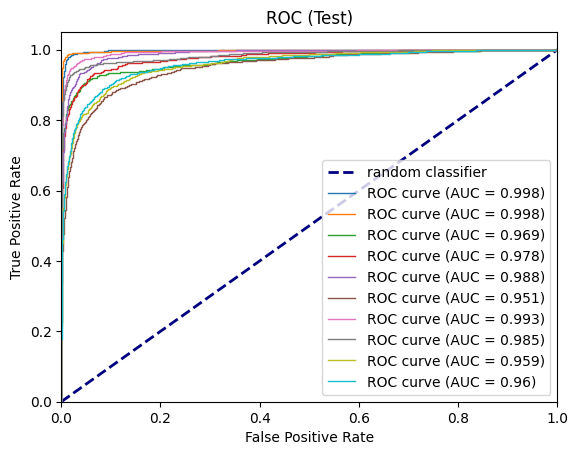 ROC (Test)
1.0
0.8
0.6
0.4
0.2
0.0
True Positive Rate
random classifier
ROC curve (AUC = 0.998)
ROC curve (AUC = 0.998)
ROC curve (AUC = 0.969)
ROC curve (AUC = 0.978)
ROC curve (AUC = 0.988)
ROC curve (AUC = 0.951)
ROC curve (AUC = 0.993)
ROC curve (AUC = 0.985)
ROC curve (AUC = 0.959)
ROC curve (AUC = 0.96)
0.0 0.2 0.4 0.6 0.8 1.0
False Positive Rate